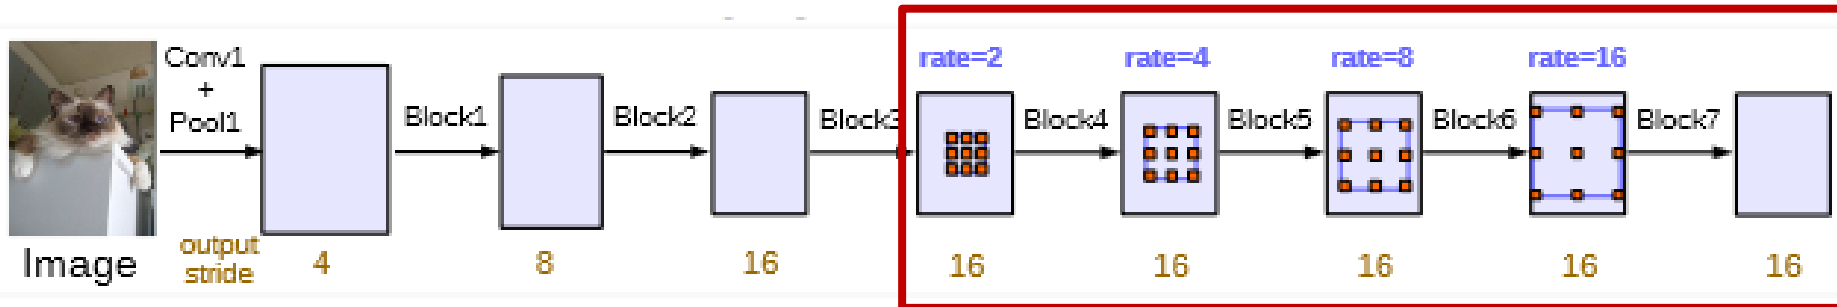 Conv1
+
Pool1
Block1
Block2
Block3
rate=2
Block4
rate=4
Block5
rate=8
Block6
rate=16
Block7
Image
output
stride
4
8
16
16
16
16
16
16